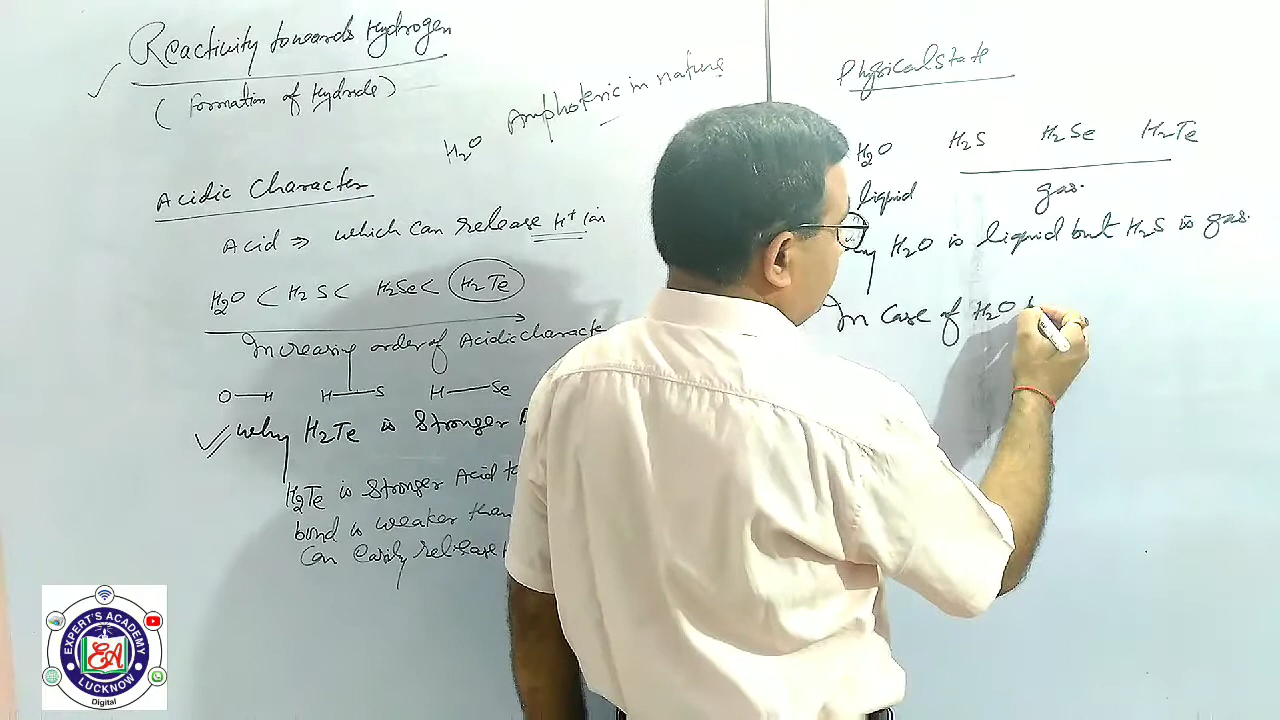 Reactivity towards Hydrogen
(Formation of Hydride)
H2O Amphoteric in nature
Acidic Character
Acid ⇒ which can release H+ ion
H2O < H2S < H2Se < H2Te
Increasing order of Acidic characte
O—H H—S H—Se
why H2Te is Stronger
H2Te is Stronger Acid
bond is weaker than
can easily release
Physical state
H2O H2S H2Se H2Te
liquid gas.
H2O is liquid but H2S is gas.
In case of H2O
EXPERT'S ACADEMY
EA
LUCKNOW
Digital